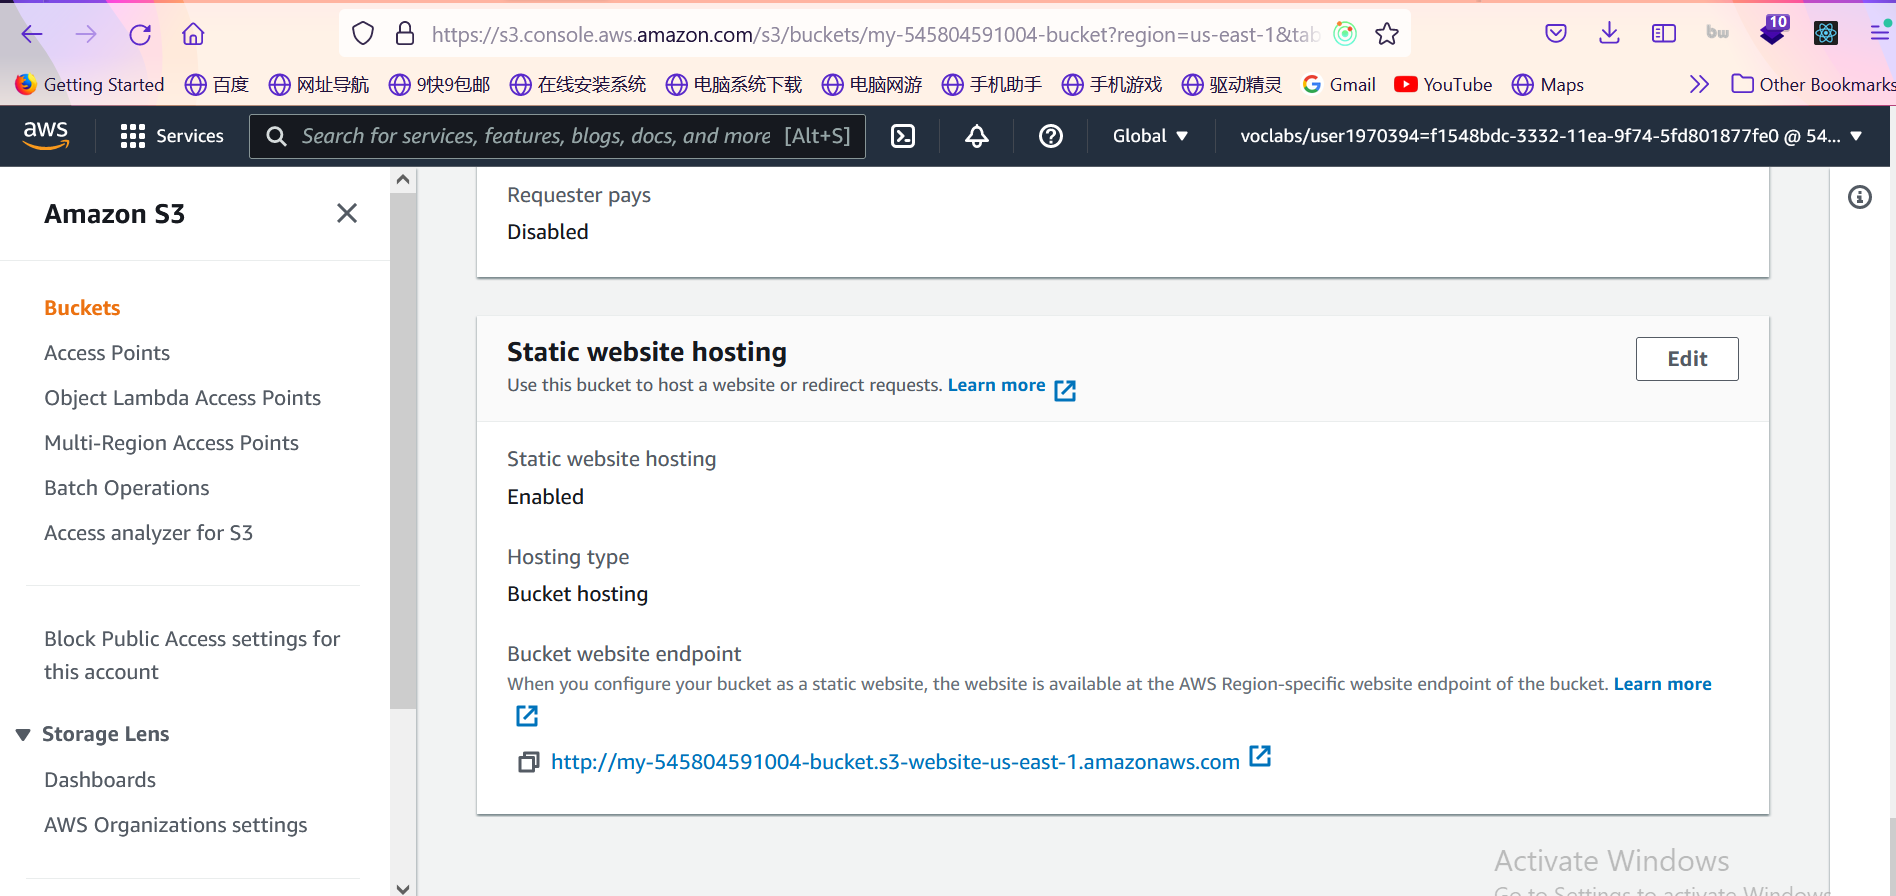 https://s3.console.aws.amazon.com/s3/buckets/my-545804591004-bucket?region=us-east-1&tab
10
bw
Getting Started 百度 网址导航 9快9包邮 在线安装系统 电脑系统下载 电脑网游 手机助手 手机游戏 驱动精灵 Gmail YouTube Maps Other Bookmarks
aws Services Search for services, features, blogs, docs, and more [Alt+S] Global voclabs/user1970394=f1548bdc-3332-11ea-9f74-5fd801877fe0 @ 54...
Amazon S3
Buckets
Access Points
Object Lambda Access Points
Multi-Region Access Points
Batch Operations
Access analyzer for S3
Block Public Access settings for
this account
Storage Lens
Dashboards
AWS Organizations settings
Requester pays
Disabled
Static website hosting
Use this bucket to host a website or redirect requests. Learn more
Edit
Static website hosting
Enabled
Hosting type
Bucket hosting
Bucket website endpoint
When you configure your bucket as a static website, the website is available at the AWS Region-specific website endpoint of the bucket. Learn more
http://my-545804591004-bucket.s3-website-us-east-1.amazonaws.com
Activate Windows
Go to Settings to activate Windows